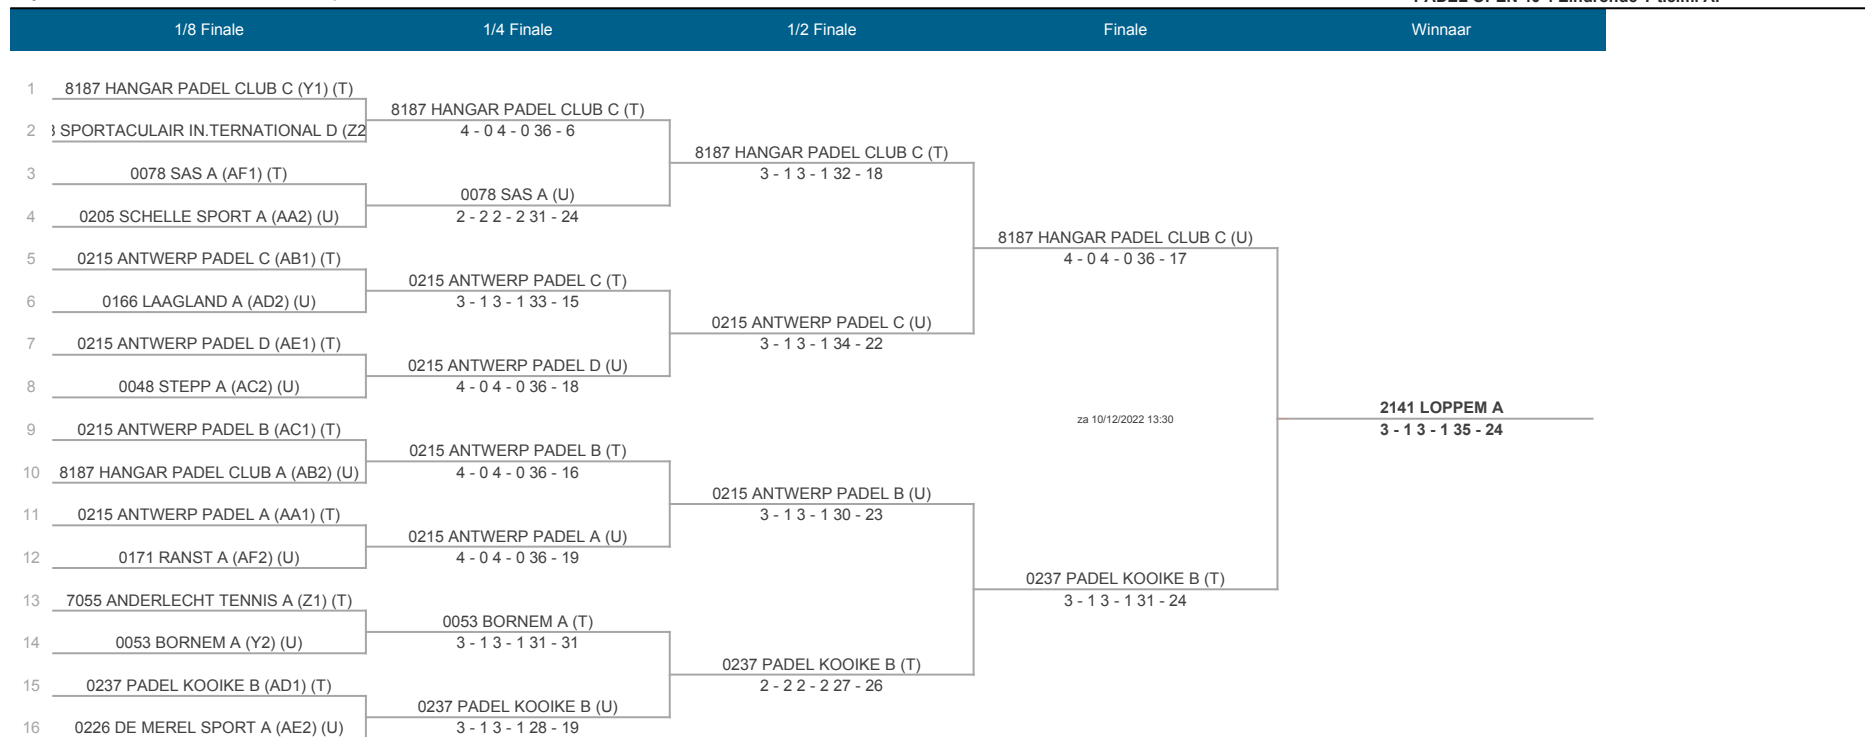 1/8 Finale 1/4 Finale 1/2 Finale Finale Winnaar
1 8187 HANGAR PADEL CLUB C (Y1) (T)
8187 HANGAR PADEL CLUB C (T)
2 SPORTACULAIR IN.TERNATIONAL D (Z2
4 - 0 4 - 0 36 - 6
8187 HANGAR PADEL CLUB C (T)
3 0078 SAS A (AF1) (T)
3 - 1 3 - 1 32 - 18
0078 SAS A (U)
4 0205 SCHELLE SPORT A (AA2) (U)
2 - 2 2 - 2 31 - 24
8187 HANGAR PADEL CLUB C (U)
5 0215 ANTWERP PADEL C (AB1) (T)
4 - 0 4 - 0 36 - 17
0215 ANTWERP PADEL C (T)
6 0166 LAAGLAND A (AD2) (U)
3 - 1 3 - 1 33 - 15
0215 ANTWERP PADEL C (U)
7 0215 ANTWERP PADEL D (AE1) (T)
3 - 1 3 - 1 34 - 22
0215 ANTWERP PADEL D (U)
8 0048 STEPP A (AC2) (U)
4 - 0 4 - 0 36 - 18
2141 LOPPEM A
za 10/12/2022 13:30
9 0215 ANTWERP PADEL B (AC1) (T)
3 - 1 3 - 1 35 - 24
0215 ANTWERP PADEL B (T)
10 8187 HANGAR PADEL CLUB A (AB2) (U)
4 - 0 4 - 0 36 - 16
0215 ANTWERP PADEL B (U)
11 0215 ANTWERP PADEL A (AA1) (T)
3 - 1 3 - 1 30 - 23
0215 ANTWERP PADEL A (U)
12 0171 RANST A (AF2) (U)
4 - 0 4 - 0 36 - 19
0237 PADEL KOOIKE B (T)
13 7055 ANDERLECHT TENNIS A (Z1) (T)
3 - 1 3 - 1 31 - 24
0053 BORNEM A (T)
14 0053 BORNEM A (Y2) (U)
3 - 1 3 - 1 31 - 31
0237 PADEL KOOIKE B (T)
15 0237 PADEL KOOIKE B (AD1) (T)
2 - 2 2 - 2 27 - 26
0237 PADEL KOOIKE B (U)
16 0226 DE MEREL SPORT A (AE2) (U)
3 - 1 3 - 1 28 - 19